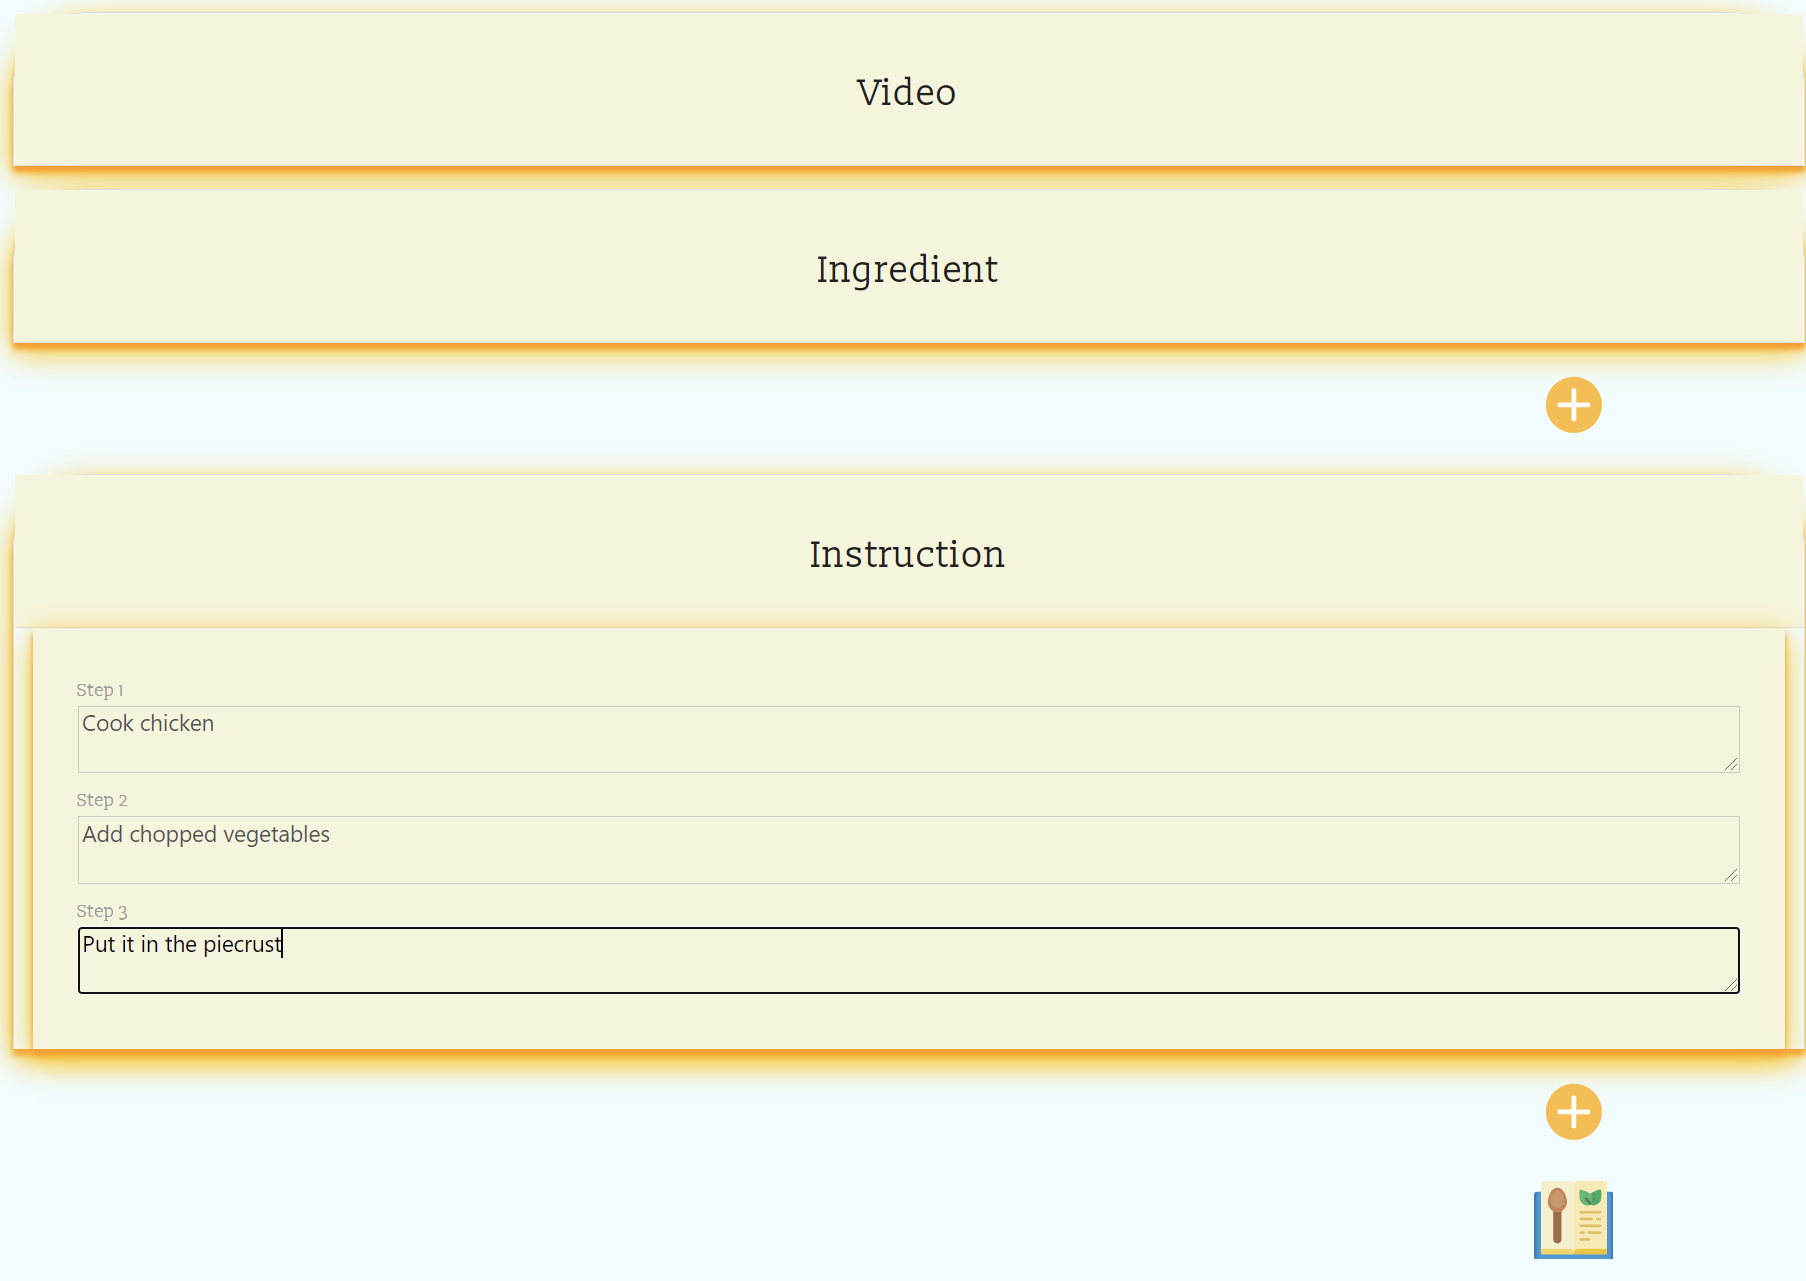 Video
Ingredient
Instruction
Step 1
Cook chicken
Step 2
Add chopped vegetables
Step 3
Put it in the piecrust